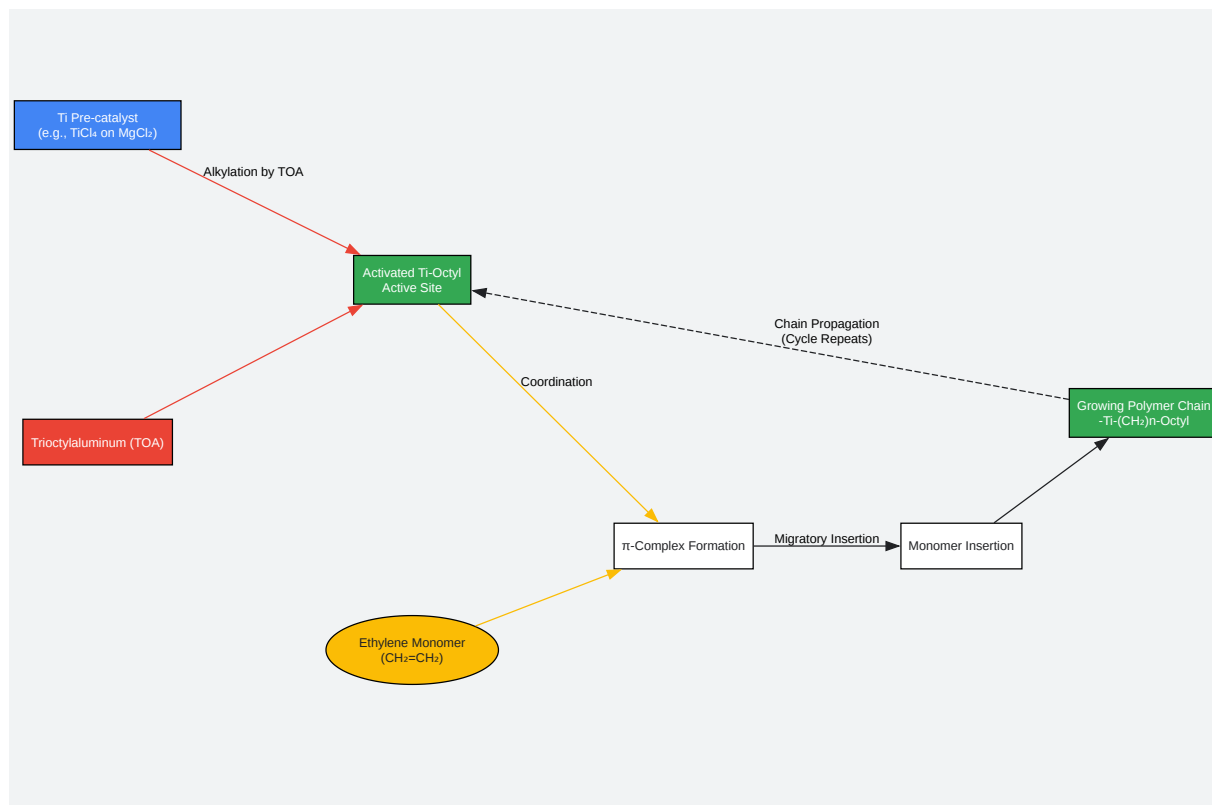 Ti Pre-catalyst
(e.g., TiCl₄ on MgCl₂)
Alkylation by TOA
Activated Ti-Octyl
Active Site
Chain Propagation
(Cycle Repeats)
Coordination
Growing Polymer Chain
-Ti-(CH₂)n-Octyl
Trioctylaluminum (TOA)
π-Complex Formation
Migratory Insertion
Monomer Insertion
Ethylene Monomer
(CH₂=CH₂)